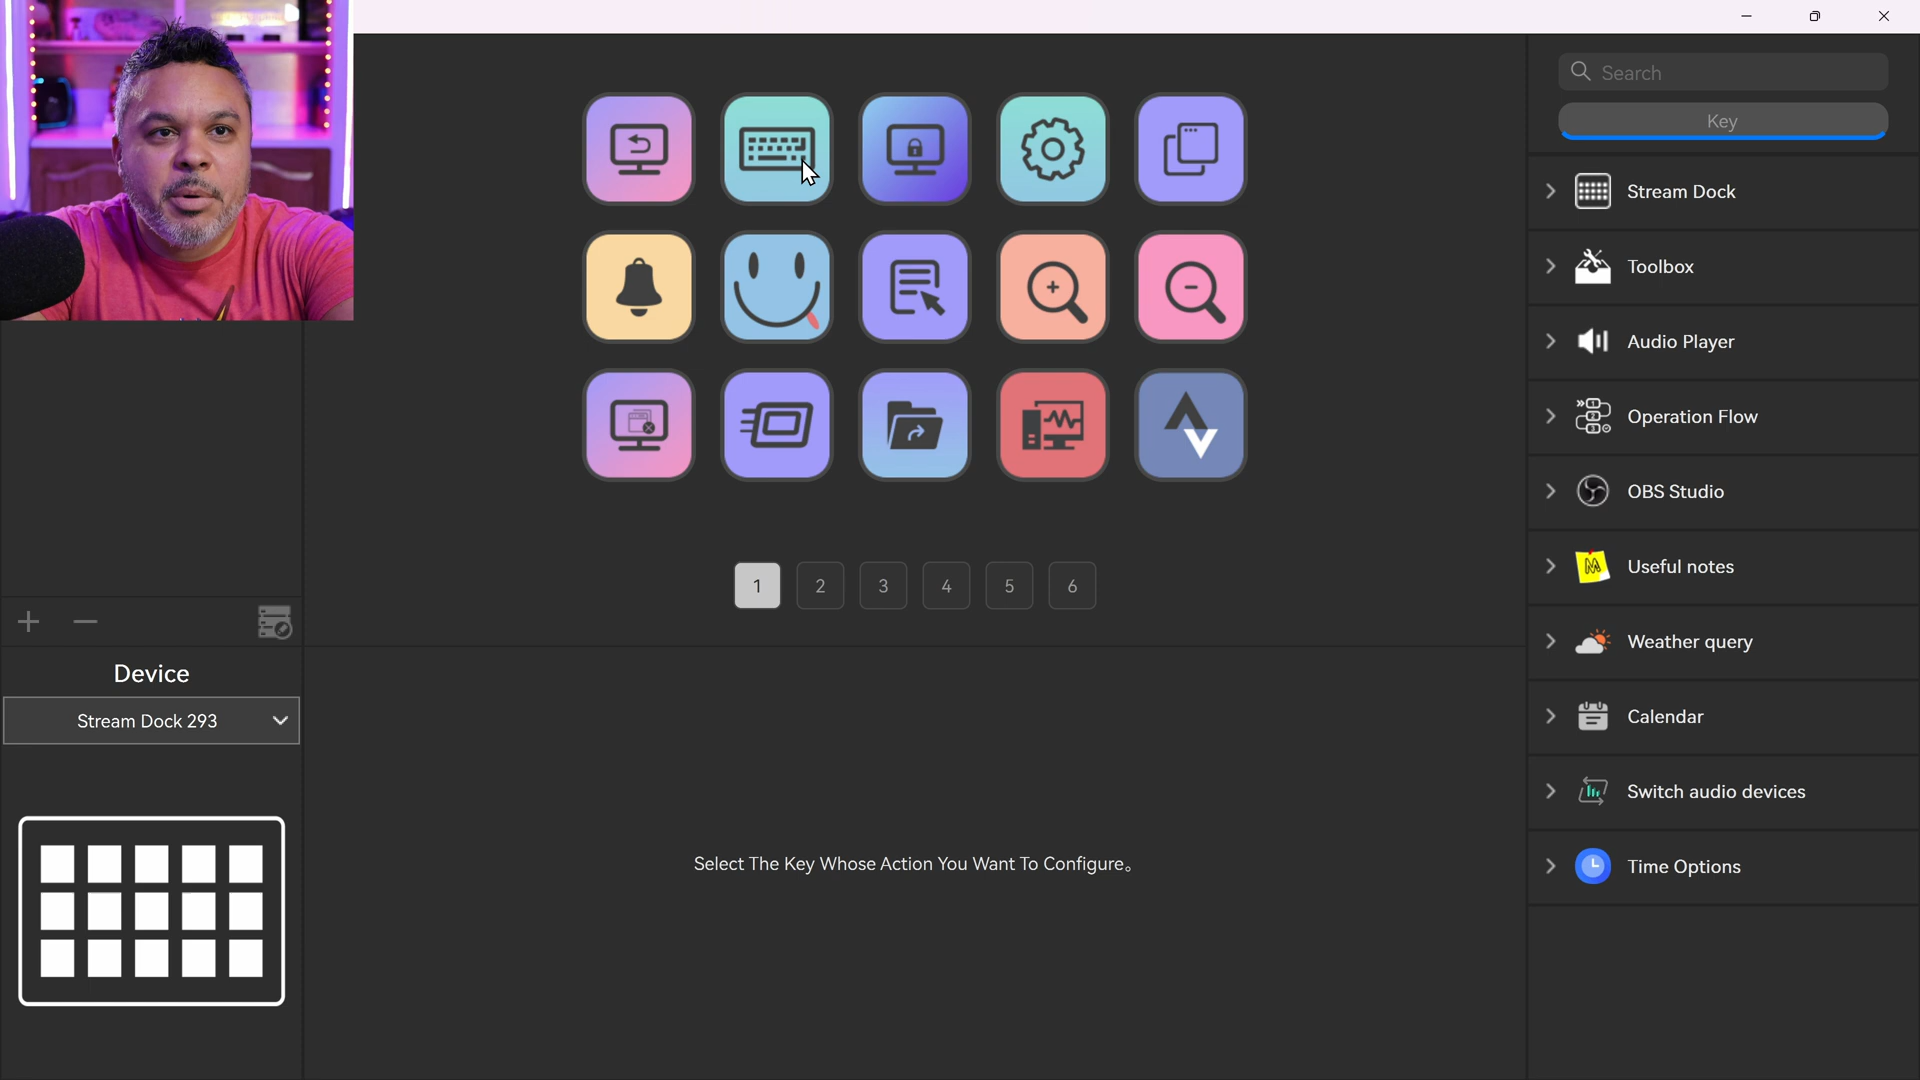 Search
Key
Stream Dock
Toolbox
Audio Player
Operation Flow
OBS Studio
Useful notes
Weather query
Calendar
Switch audio devices
Time Options
1 2 3 4 5 6
Device
Stream Dock 293
Select The Key Whose Action You Want To Configure。